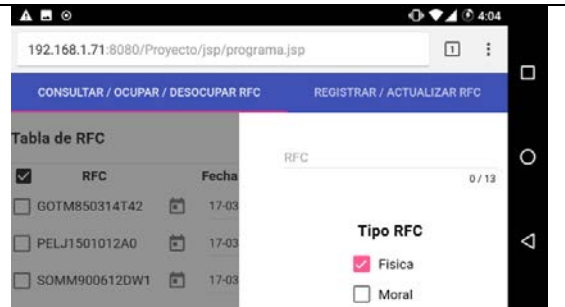 4:04
192.168.1.71:8080/Proyecto/jsp/programa.jsp
1
CONSULTAR / OCUPAR / DESOCUPAR RFC
REGISTRAR / ACTUALIZAR RFC
Tabla de RFC
RFC
Fecha
GOTM850314T42
17-03
PELJ1501012A0
17-03
SOMM900612DW1
17-03
RFC
0 / 13
Tipo RFC
Fisica
Moral